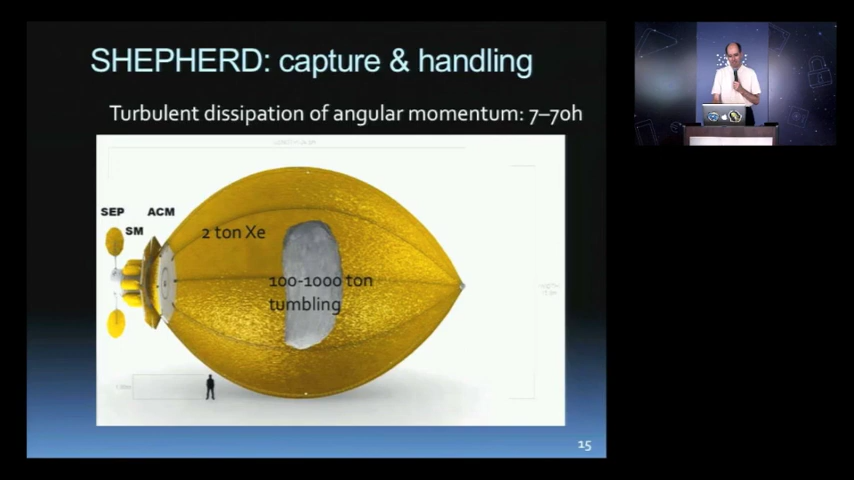 SHEPHERD: capture & handling
Turbulent dissipation of angular momentum: 7–70h
SEP
ACM
SM
2 ton Xe
100-1000 ton
tumbling
15